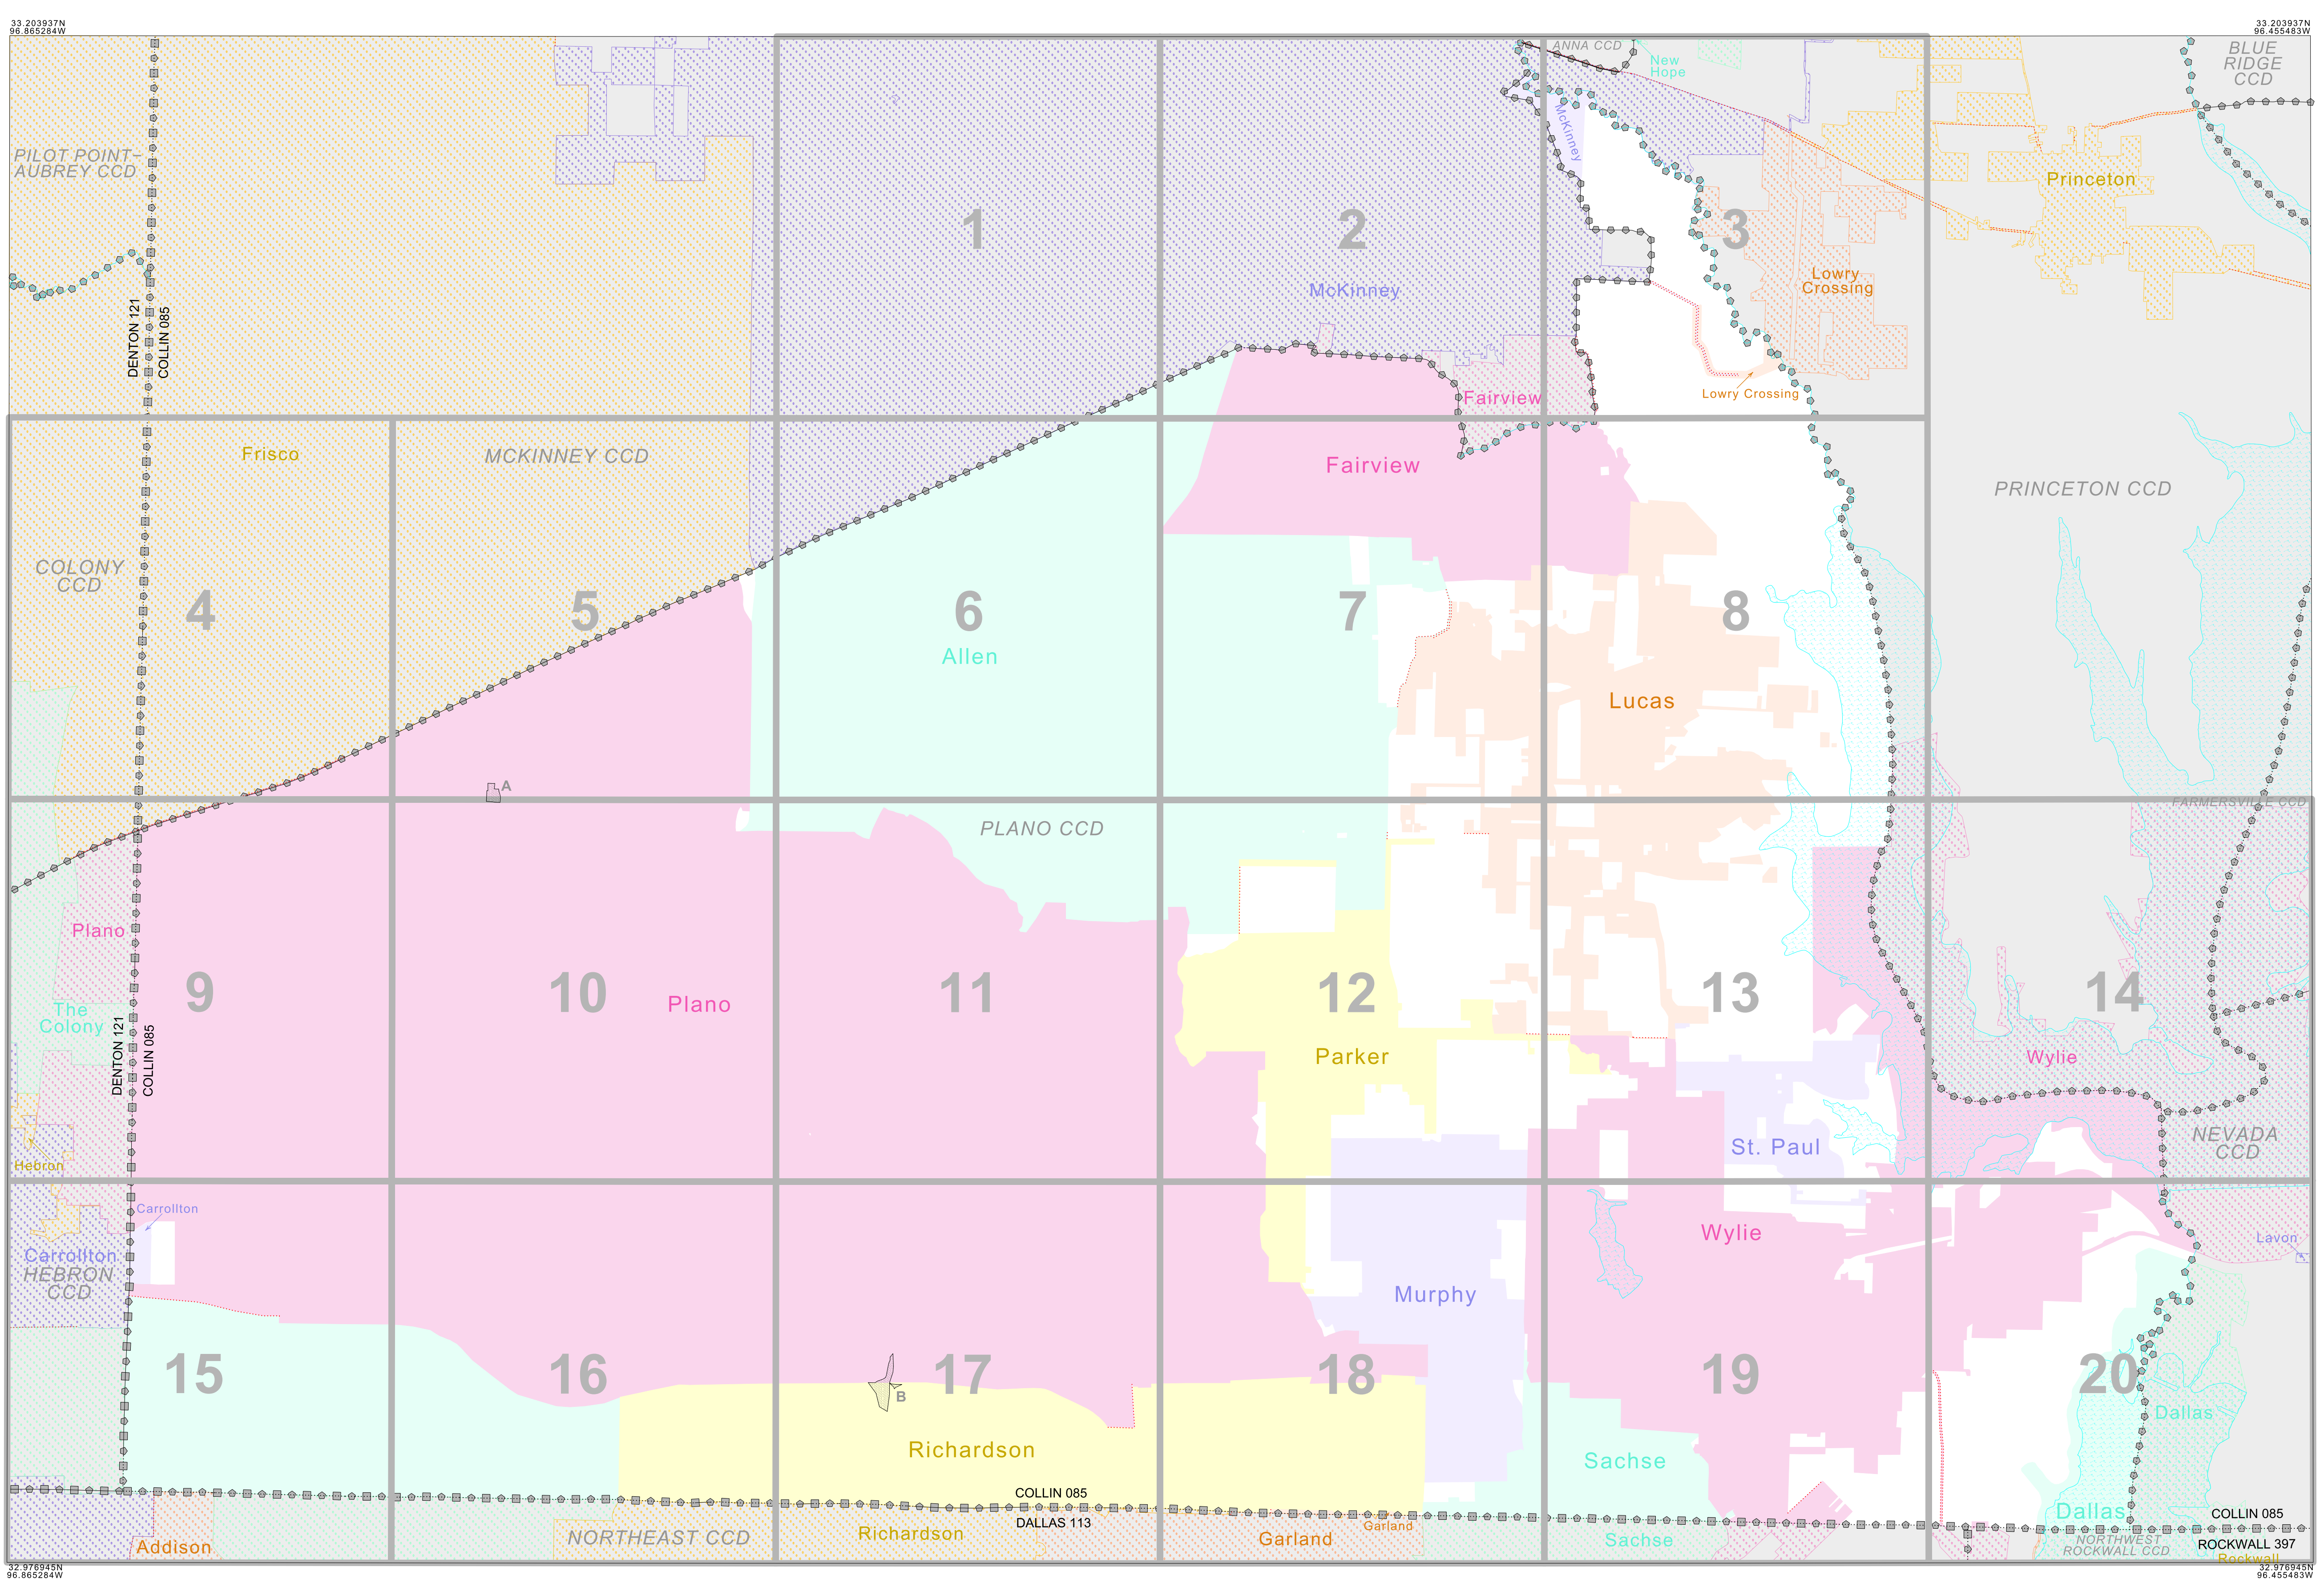 33.203937N
96.865284W
33.203937N
96.455483W
ANNA CCD
New
Hope
BLUE
RIDGE
CCD
McKinney
PILOT POINT-
AUBREY CCD
Princeton
1
2
3
McKinney
Lowry
Crossing
DENTON 121
COLLIN 085
Fairview
Lowry Crossing
Frisco
MCKINNEY CCD
Fairview
PRINCETON CCD
COLONY
CCD
4
5
6
7
8
Allen
Lucas
A
FARMERSVILLE CCD
PLANO CCD
Plano
9
10
11
12
13
14
Plano
The
Colony
DENTON 121
COLLIN 085
Parker
Wylie
Hebron
St. Paul
NEVADA
CCD
Carrollton
Carrollton
HEBRON
CCD
Wylie
Lavon
Murphy
15
16
17
18
19
20
B
Dallas
Richardson
Sachse
COLLIN 085
DALLAS 113
Dallas
COLLIN 085
ROCKWALL 397
Addison
NORTHEAST CCD
Richardson
Garland
Garland
Sachse
NORTHWEST
ROCKWALL CCD
Rockwall
32.976945N
96.865284W
32.976945N
96.455483W